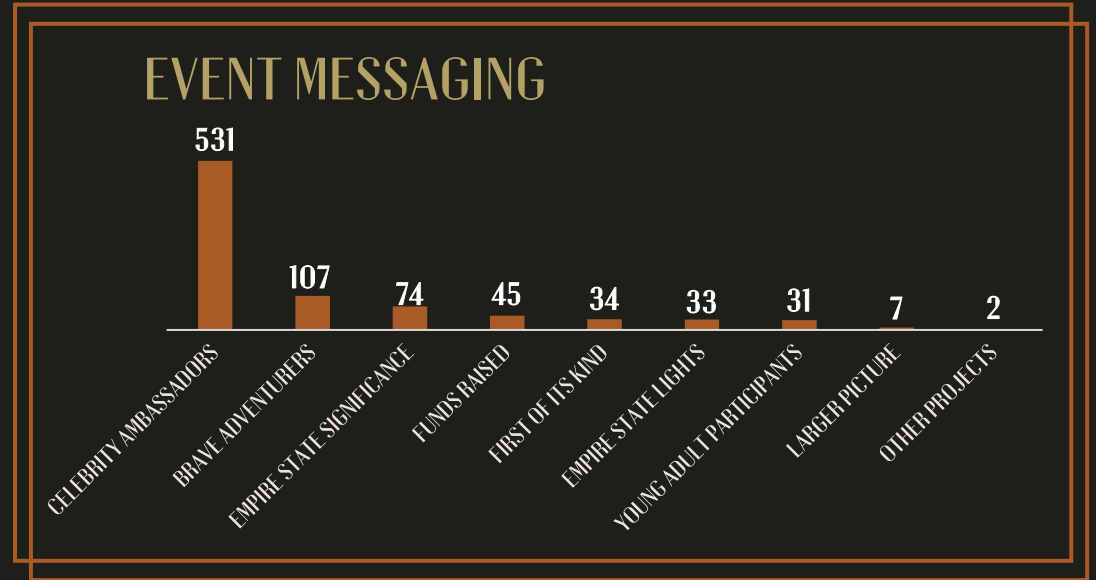 EVENT MESSAGING
531
107
74
45
34
33
31
7
2
CELEBRITY AMBASSADORS
BRAVE ADVENTURERS
EMPIRE STATE SIGNIFICANCE
FUNDS RAISED
FIRST OF ITS KIND
EMPIRE STATE LIGHTS
YOUNG ADULT PARTICIPANTS
LARGER PICTURE
OTHER PROJECTS